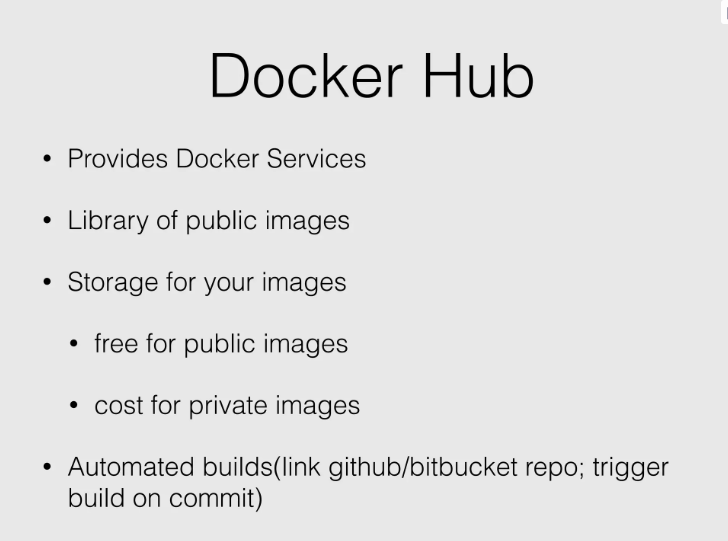 Docker Hub
• Provides Docker Services
• Library of public images
• Storage for your images
• free for public images
• cost for private images
• Automated builds(link github/bitbucket repo; trigger
build on commit)